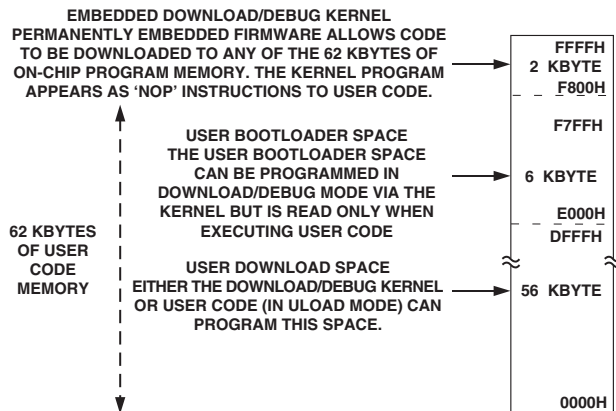 EMBEDDED DOWNLOAD/DEBUG KERNEL
PERMANENTLY EMBEDDED FIRMWARE ALLOWS CODE
TO BE DOWNLOADED TO ANY OF THE 62 KBYTES OF
ON-CHIP PROGRAM MEMORY. THE KERNEL PROGRAM
APPEARS AS ‘NOP’ INSTRUCTIONS TO USER CODE.
FFFFH
2 KBYTE
F800H
F7FFH
USER BOOTLOADER SPACE
THE USER BOOTLOADER SPACE
CAN BE PROGRAMMED IN
DOWNLOAD/DEBUG MODE VIA THE
KERNEL BUT IS READ ONLY WHEN
EXECUTING USER CODE
6 KBYTE
E000H
DFFFH
62 KBYTES
OF USER
CODE
MEMORY
USER DOWNLOAD SPACE
EITHER THE DOWNLOAD/DEBUG KERNEL
OR USER CODE (IN ULOAD MODE) CAN
PROGRAM THIS SPACE.
56 KBYTE
0000H